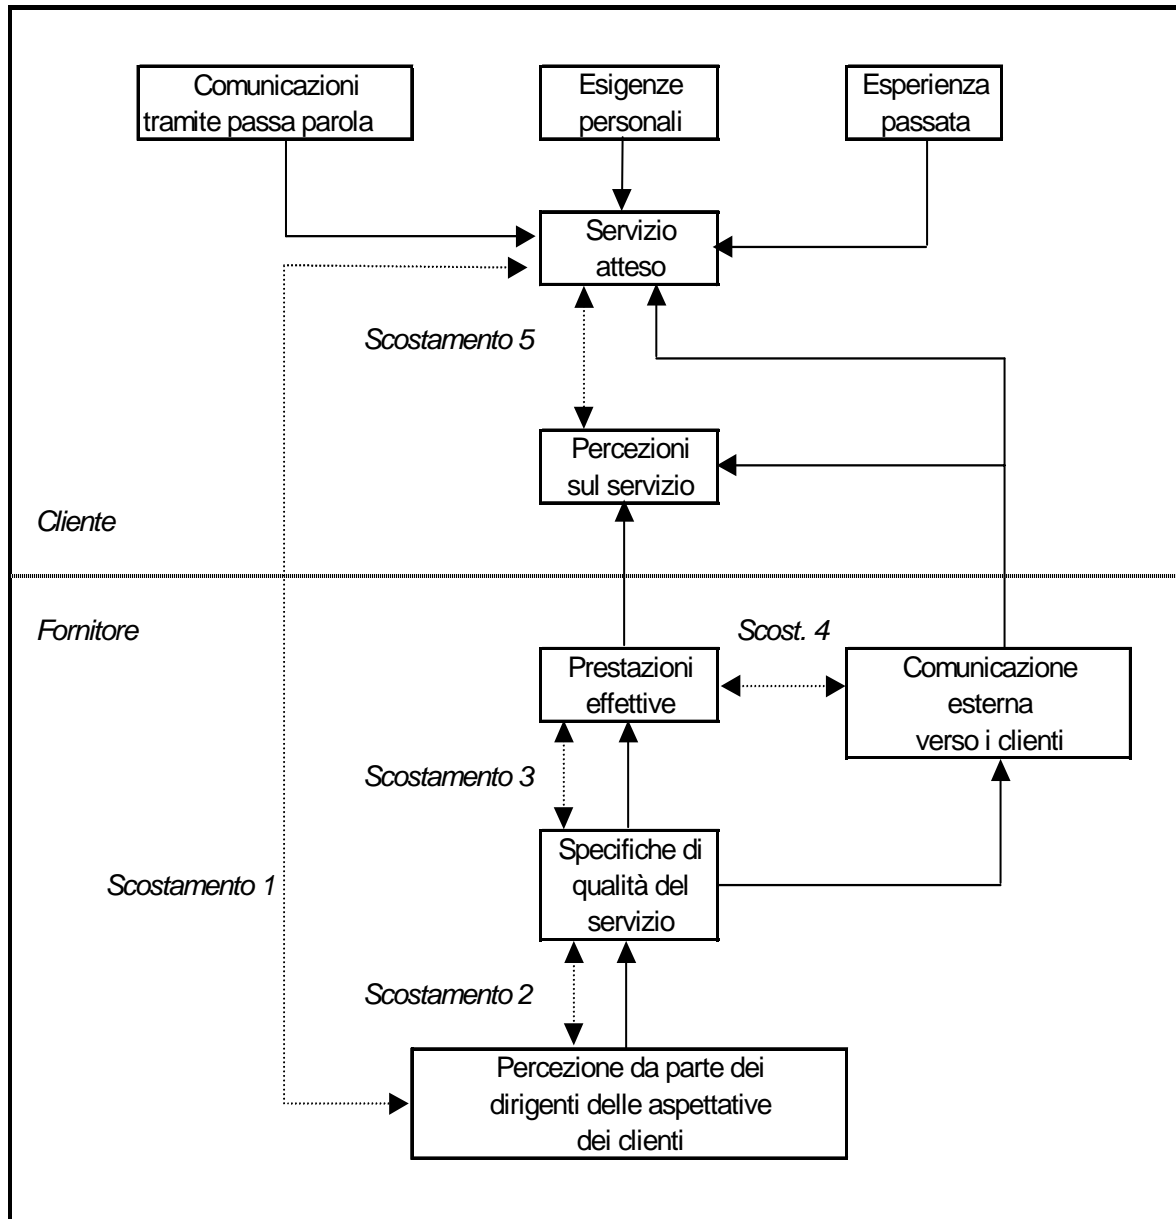 Comunicazioni
tramite passa parola
Esigenze
personali
Esperienza
passata
Servizio
atteso
Scostamento 5
Percezioni
sul servizio
Cliente
Fornitore
Scost. 4
Prestazioni
effettive
Comunicazione
esterna
verso i clienti
Scostamento 3
Specifiche di
qualità del
servizio
Scostamento 1
Scostamento 2
Percezione da parte dei
dirigenti delle aspettative
dei clienti